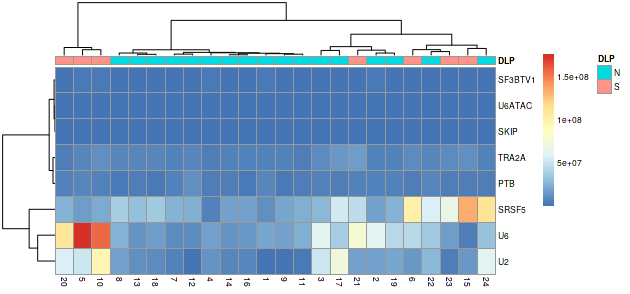 DLP
DLP
N
S
SF3BTV1
U6ATAC
SKIP
TRA2A
PTB
SRSF5
U6
U2
1.5e+08
1e+08
5e+07
20 5 10 8 13 18 7 12 4 14 16 1 9 11 3 17 21 2 19 6 22 23 15 24